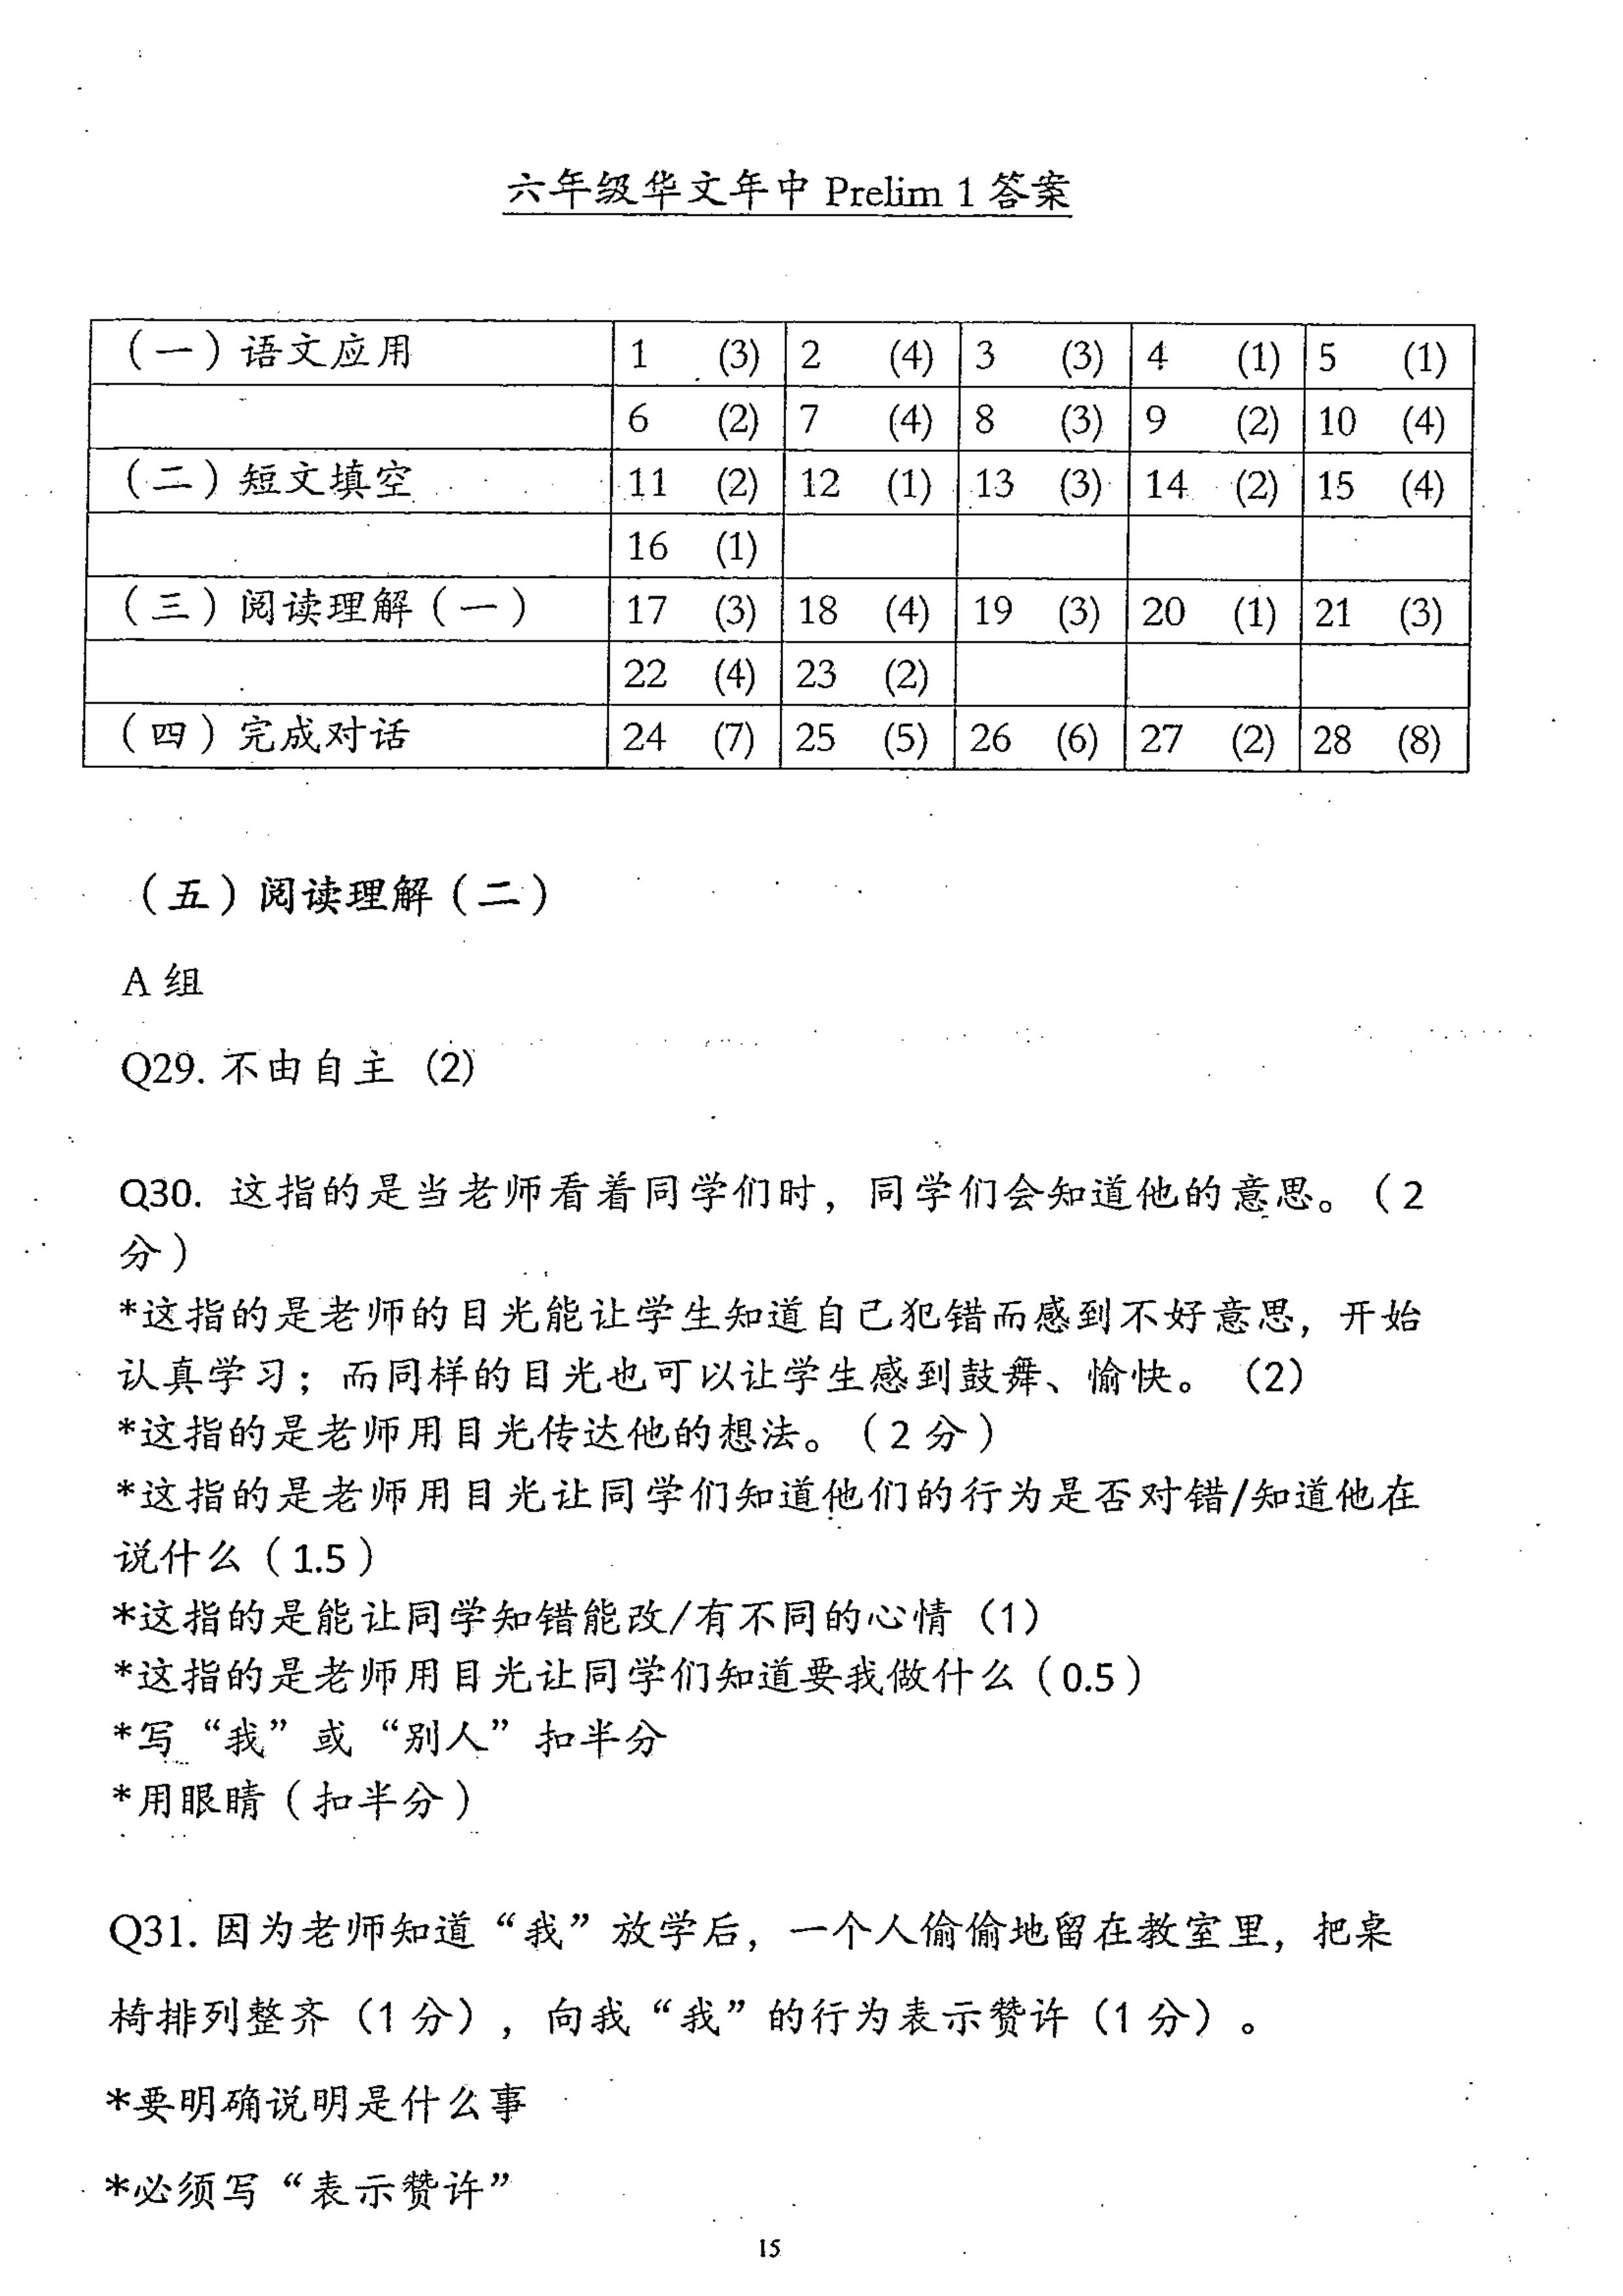 六年级华文年中 Prelim 1 答案
（一）语文应用 1 (3) 2 (4) 3 (3) 4 (1) 5 (1)
6 (2) 7 (4) 8 (3) 9 (2) 10 (4)
（二）短文填空 11 (2) 12 (1) 13 (3) 14 (2) 15 (4)
16 (1)
（三）阅读理解（一） 17 (3) 18 (4) 19 (3) 20 (1) 21 (3)
22 (4) 23 (2)
（四）完成对话 24 (7) 25 (5) 26 (6) 27 (2) 28 (8)
（五）阅读理解（二）
A 组
Q29. 不由自主 (2)
Q30. 这指的是当老师看着同学们时，同学们会知道他的意思。（2
分）
*这指的是老师的目光能让学生知道自己犯错而感到不好意思，开始
认真学习；而同样的目光也可以让学生感到鼓舞、愉快。（2）
*这指的是老师用目光传达他的想法。（2 分）
*这指的是老师用目光让同学们知道他们的行为是否对错/知道他在
说什么（1.5）
*这指的是能让同学知错能改/有不同的心情（1）
*这指的是老师用目光让同学们知道要我做什么（0.5）
*写“我”或“别人”扣半分
*用眼睛（扣半分）
Q31. 因为老师知道“我”放学后，一个人偷偷地留在教室里，把桌
椅排列整齐（1 分），向我“我”的行为表示赞许（1 分）。
*要明确说明是什么事
*必须写“表示赞许”
15